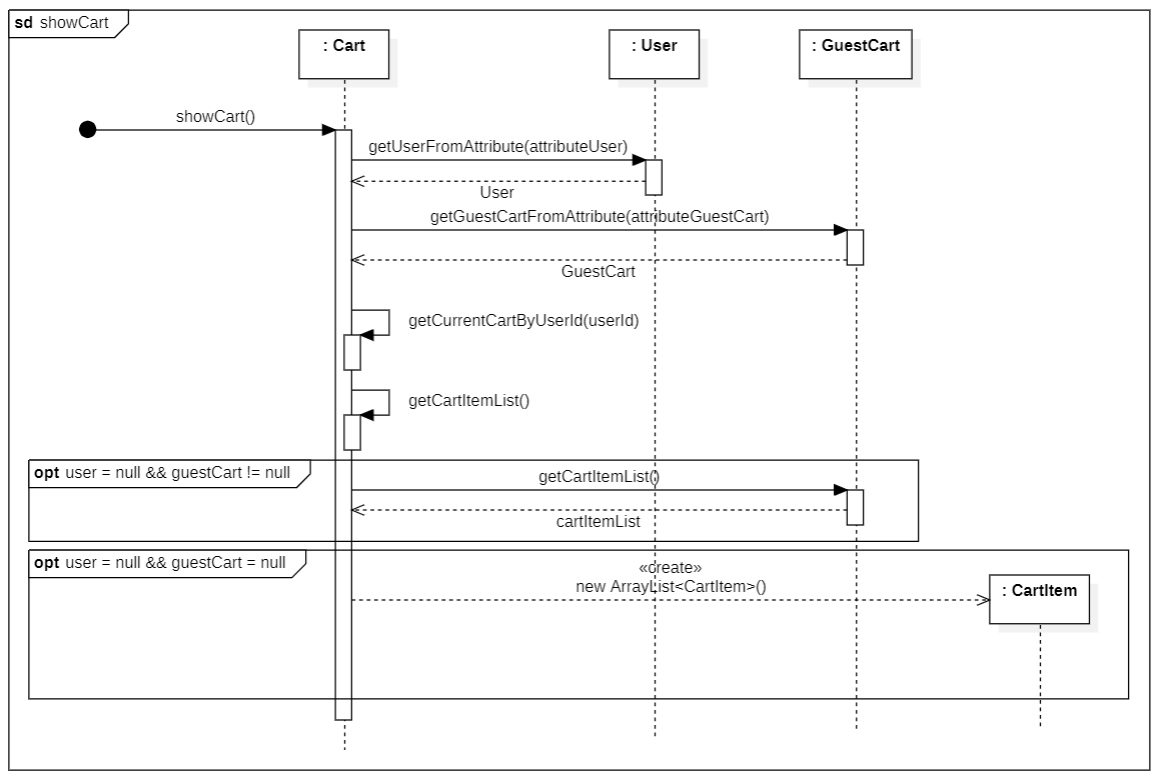 sd showCart
: Cart
: User
: GuestCart
showCart()
getUserFromAttribute(attributeUser)
User
getGuestCartFromAttribute(attributeGuestCart)
GuestCart
getCurrentCartByUserId(userId)
getCartItemList()
opt user = null && guestCart != null
getCartItemList()
cartItemList
opt user = null && guestCart = null
«create»
new ArrayList<CartItem>()
: CartItem